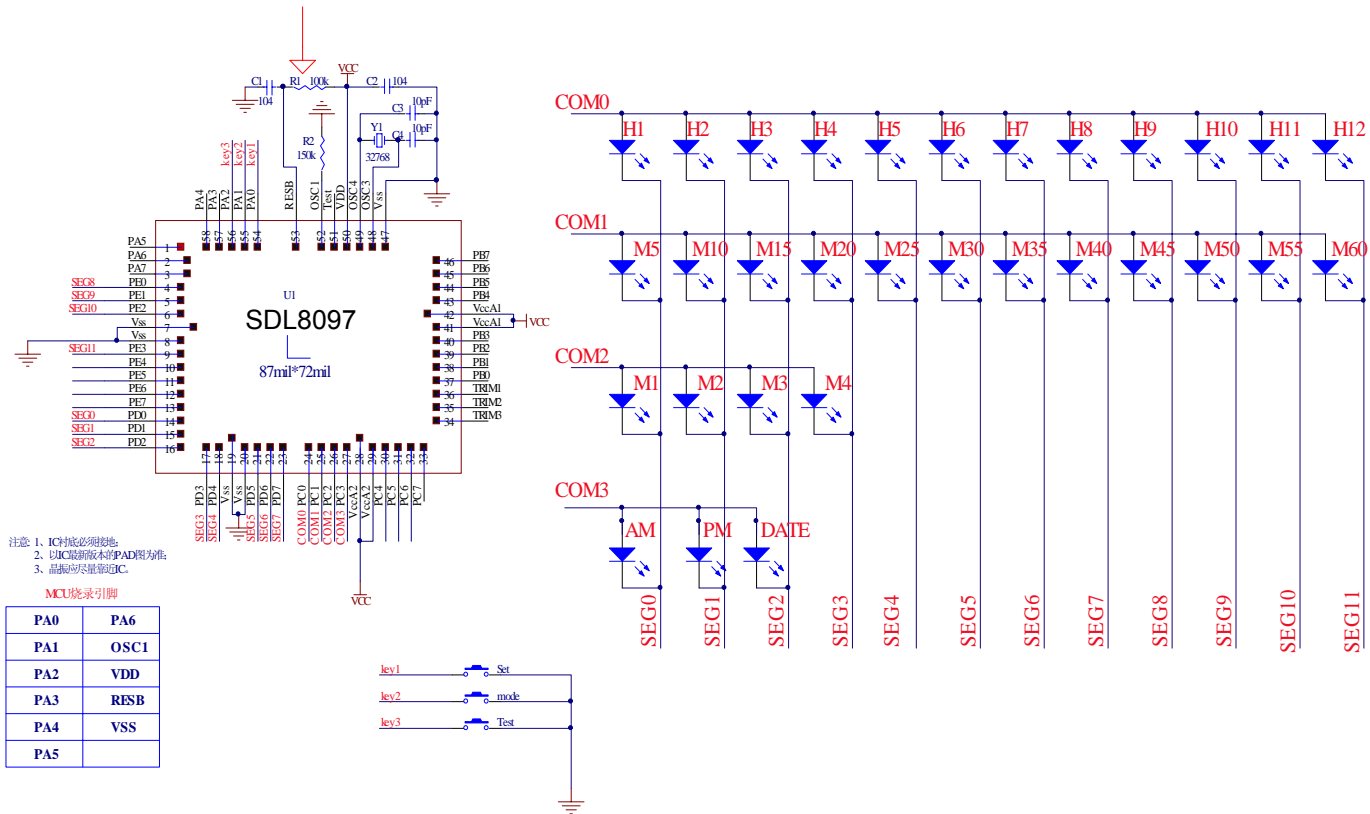 VCC
C1
R1 100k
C2 104
104
C3 10pF
Y1 C4 10pF
R2
150k
32768
key3
key2
key1
PA4
PA3
PA2
PA1
PA0
RESB
OSC1
Test
VDD
OSC4
OSC3
Vss
58 57 56 55 54 53 52 51 50 49 48 47
PA5 1
PA6 2
PA7 3
SEG8 PE0 4
SEG9 PE1 5
SEG10 PE2 6
Vss 7
Vss 8
SEG11 PE3 9
PE4 10
PE5 11
PE6 12
PE7 13
SEG0 PD0 14
SEG1 PD1 15
SEG2 PD2 16
U1
SDL8097
87mil*72mil
46 PB7
45 PB6
44 PB5
43 PB4
42 VccA1
41 VccA1
VCC
40 PB3
39 PB2
38 PB1
37 PB0
36 TRIM1
35 TRIM2
34 TRIM3
17 18 19 20 21 22 23 24 25 26 27 28 29 30 31 32 33
SEG3 PD3
SEG4 PD4
Vss
Vss
SEG5 PD5
SEG6 PD6
SEG7 PD7
COM0 PC0
COM1 PC1
COM2 PC2
COM3 PC3
VccA2
VccA2
PC4
PC5
PC6
PC7
VCC
注意: 1、IC衬底必须接地;
2、以IC最新版本的PAD图为准;
3、晶振应尽量靠近IC。
MCU烧录引脚
PA0 PA6
PA1 OSC1
PA2 VDD
PA3 RESB
PA4 VSS
PA5
key1 Set
key2 mode
key3 Test
COM0
H1 H2 H3 H4 H5 H6 H7 H8 H9 H10 H11 H12
COM1
M5 M10 M15 M20 M25 M30 M35 M40 M45 M50 M55 M60
COM2
M1 M2 M3 M4
COM3
AM PM DATE
SEG0 SEG1 SEG2 SEG3 SEG4 SEG5 SEG6 SEG7 SEG8 SEG9 SEG10 SEG11